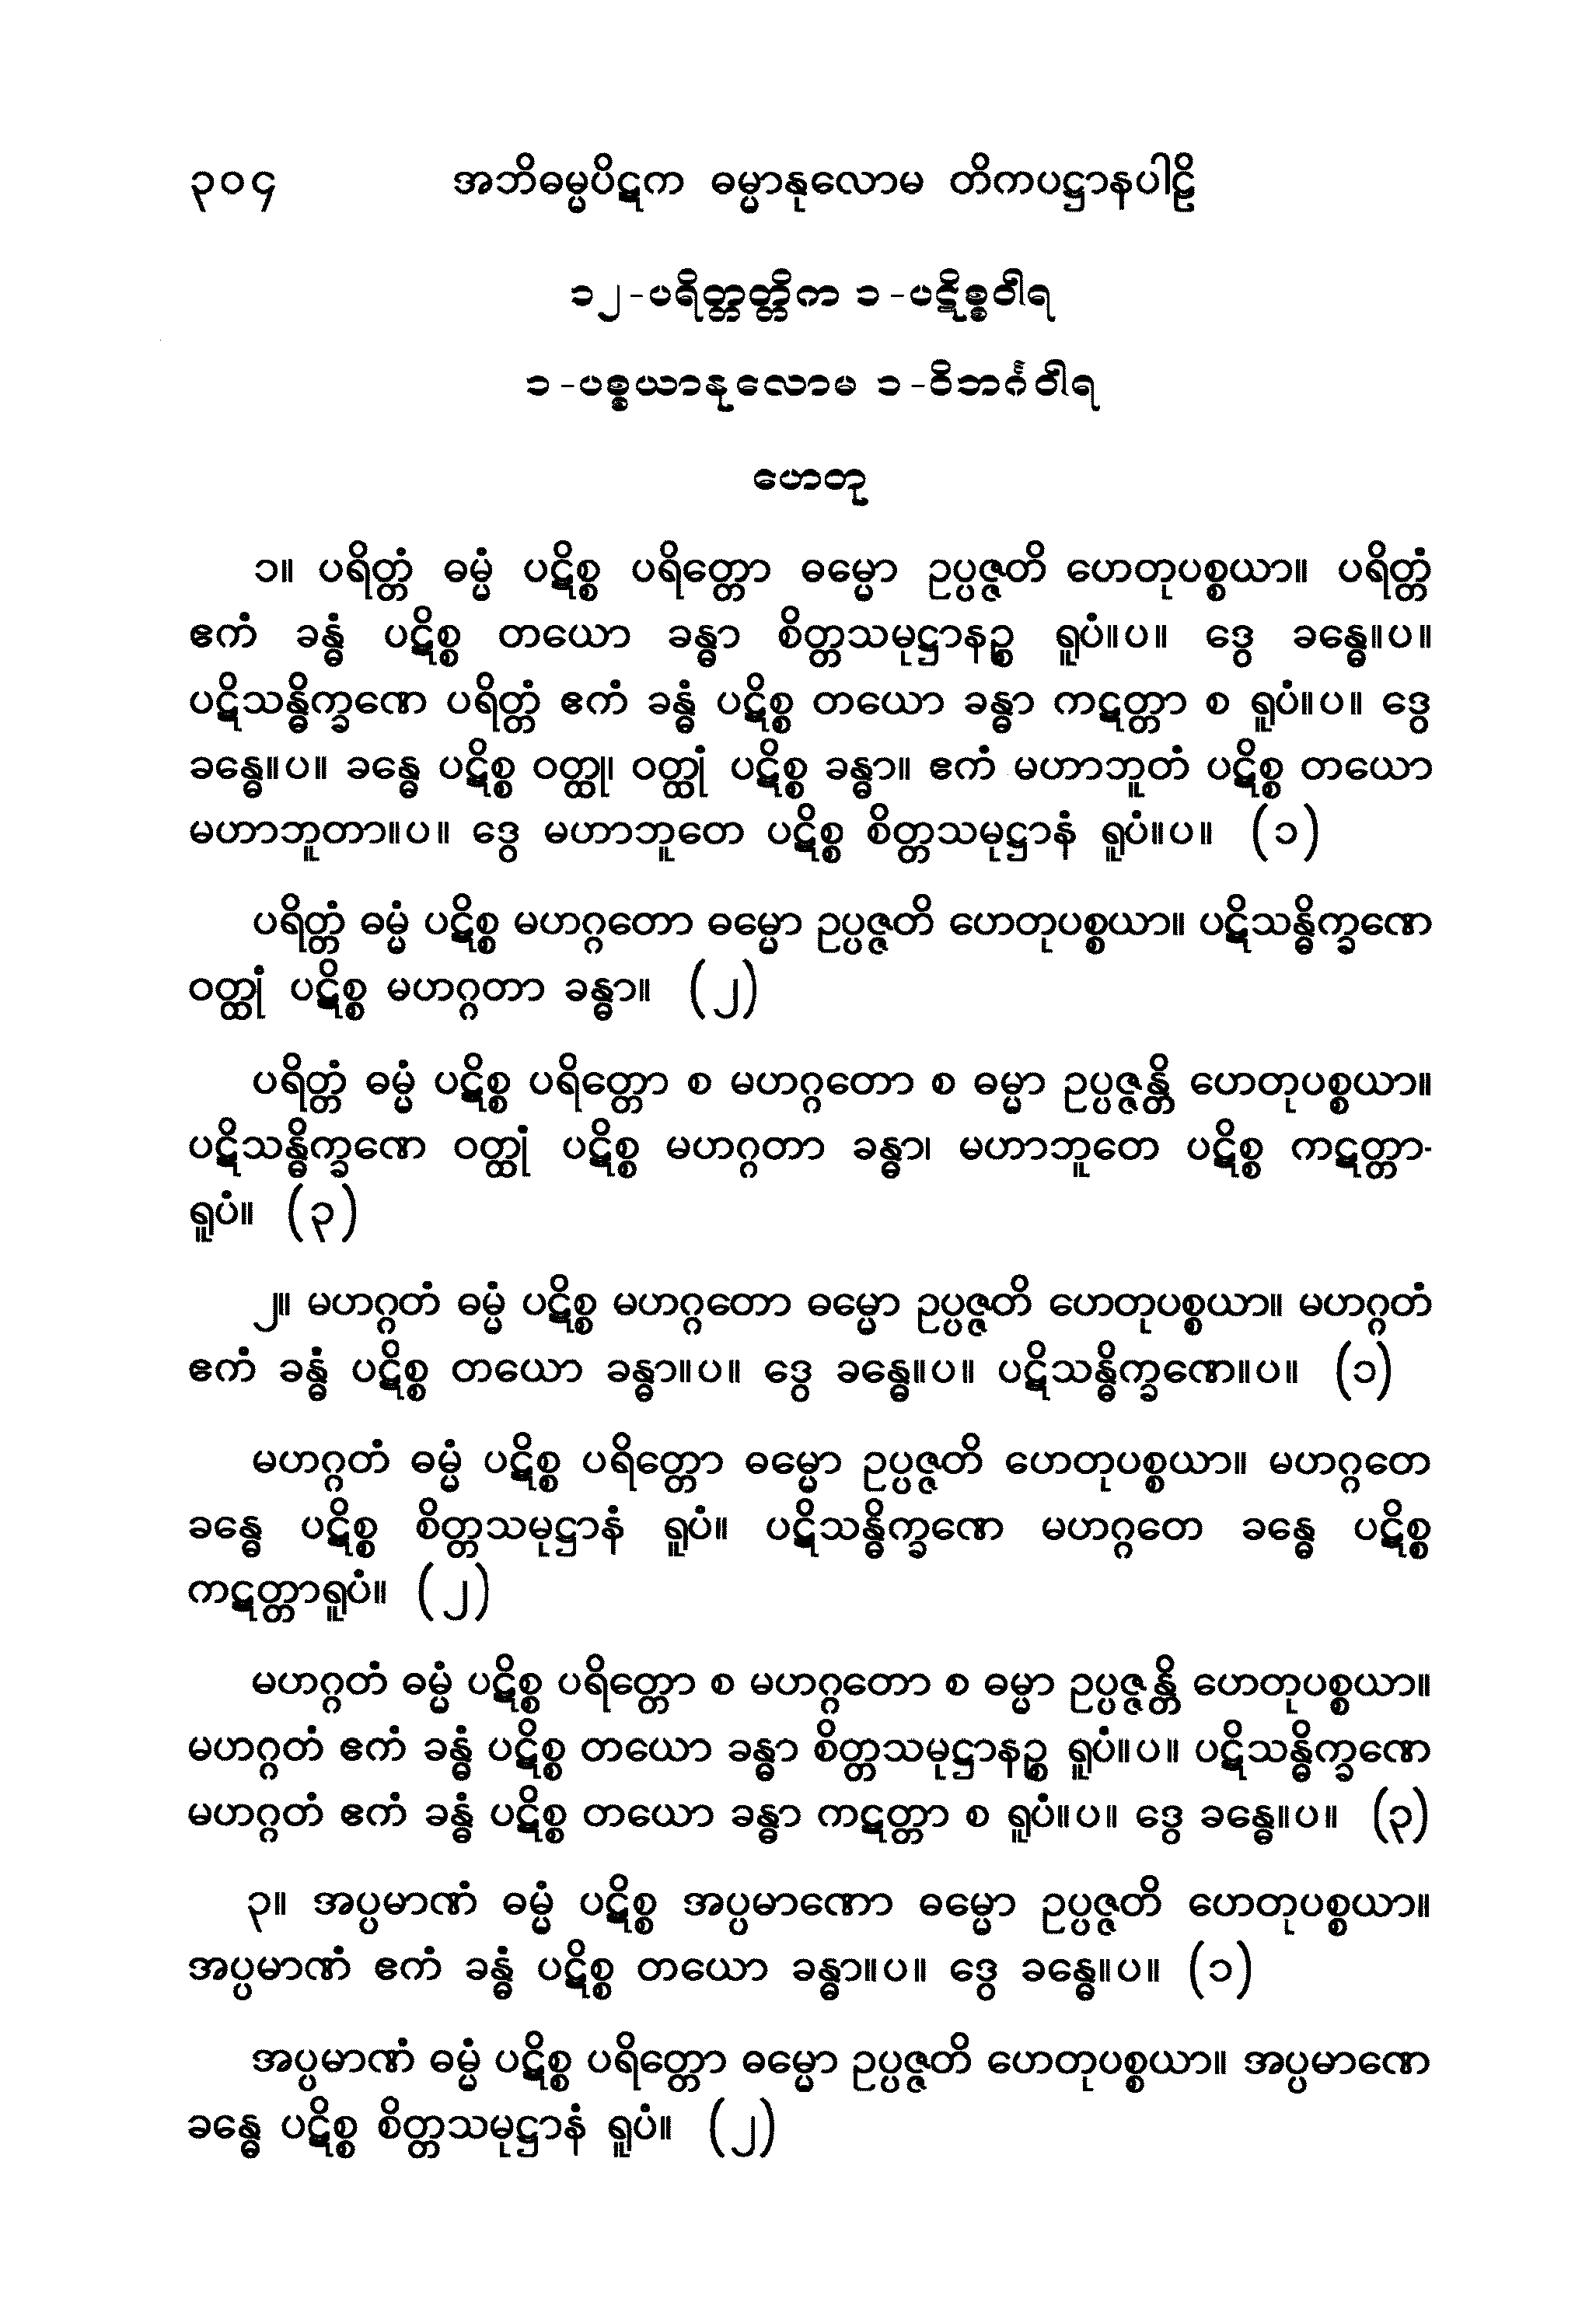 ၃၀၄ အဘိဓမ္မပိဋက ဓမ္မာနုလောမ တိကပဋ္ဌာနပါဠိ
၁၂-ပရိတ္တတ္တိက ၁-ပဋိစ္စဝါရ
၁-ပစ္စယာနုလောမ ၁-ဝိဘင်္ဂဝါရ
ဟေတု
၁။ ပရိတ္တံ ဓမ္မံ ပဋိစ္စ ပရိတ္တော ဓမ္မော ဥပ္ပဇ္ဇတိ ဟေတုပစ္စယာ။ ပရိတ္တံ
ဧကံ ခန္ဓံ ပဋိစ္စ တယော ခန္ဓာ စိတ္တသမုဋ္ဌာနဉ္စ ရူပံ။ပ။ ဒွေ ခန္ဓေ။ပ။
ပဋိသန္ဓိက္ခဏေ ပရိတ္တံ ဧကံ ခန္ဓံ ပဋိစ္စ တယော ခန္ဓာ ကဋတ္တာ စ ရူပံ။ပ။ ဒွေ
ခန္ဓေ။ပ။ ခန္ဓေ ပဋိစ္စ ဝတ္ထု၊ ဝတ္ထုံ ပဋိစ္စ ခန္ဓာ။ ဧကံ မဟာဘူတံ ပဋိစ္စ တယော
မဟာဘူတာ။ပ။ ဒွေ မဟာဘူတေ ပဋိစ္စ စိတ္တသမုဋ္ဌာနံ ရူပံ။ပ။ (၁)
ပရိတ္တံ ဓမ္မံ ပဋိစ္စ မဟဂ္ဂတော ဓမ္မော ဥပ္ပဇ္ဇတိ ဟေတုပစ္စယာ။ ပဋိသန္ဓိက္ခဏေ
ဝတ္ထုံ ပဋိစ္စ မဟဂ္ဂတာ ခန္ဓာ။ (၂)
ပရိတ္တံ ဓမ္မံ ပဋိစ္စ ပရိတ္တော စ မဟဂ္ဂတော စ ဓမ္မာ ဥပ္ပဇ္ဇန္တိ ဟေတုပစ္စယာ။
ပဋိသန္ဓိက္ခဏေ ဝတ္ထုံ ပဋိစ္စ မဟဂ္ဂတာ ခန္ဓာ၊ မဟာဘူတေ ပဋိစ္စ ကဋတ္တာ-
ရူပံ။ (၃)
၂။ မဟဂ္ဂတံ ဓမ္မံ ပဋိစ္စ မဟဂ္ဂတော ဓမ္မော ဥပ္ပဇ္ဇတိ ဟေတုပစ္စယာ။ မဟဂ္ဂတံ
ဧကံ ခန္ဓံ ပဋိစ္စ တယော ခန္ဓာ။ပ။ ဒွေ ခန္ဓေ။ပ။ ပဋိသန္ဓိက္ခဏေ။ပ။ (၁)
မဟဂ္ဂတံ ဓမ္မံ ပဋိစ္စ ပရိတ္တော ဓမ္မော ဥပ္ပဇ္ဇတိ ဟေတုပစ္စယာ။ မဟဂ္ဂတေ
ခန္ဓေ ပဋိစ္စ စိတ္တသမုဋ္ဌာနံ ရူပံ။ ပဋိသန္ဓိက္ခဏေ မဟဂ္ဂတေ ခန္ဓေ ပဋိစ္စ
ကဋတ္တာရူပံ။ (၂)
မဟဂ္ဂတံ ဓမ္မံ ပဋိစ္စ ပရိတ္တော စ မဟဂ္ဂတော စ ဓမ္မာ ဥပ္ပဇ္ဇန္တိ ဟေတုပစ္စယာ။
မဟဂ္ဂတံ ဧကံ ခန္ဓံ ပဋိစ္စ တယော ခန္ဓာ စိတ္တသမုဋ္ဌာနဉ္စ ရူပံ။ပ။ ပဋိသန္ဓိက္ခဏေ
မဟဂ္ဂတံ ဧကံ ခန္ဓံ ပဋိစ္စ တယော ခန္ဓာ ကဋတ္တာ စ ရူပံ။ပ။ ဒွေ ခန္ဓေ။ပ။ (၃)
၃။ အပ္ပမာဏံ ဓမ္မံ ပဋိစ္စ အပ္ပမာဏော ဓမ္မော ဥပ္ပဇ္ဇတိ ဟေတုပစ္စယာ။
အပ္ပမာဏံ ဧကံ ခန္ဓံ ပဋိစ္စ တယော ခန္ဓာ။ပ။ ဒွေ ခန္ဓေ။ပ။ (၁)
အပ္ပမာဏံ ဓမ္မံ ပဋိစ္စ ပရိတ္တော ဓမ္မော ဥပ္ပဇ္ဇတိ ဟေတုပစ္စယာ။ အပ္ပမာဏေ
ခန္ဓေ ပဋိစ္စ စိတ္တသမုဋ္ဌာနံ ရူပံ။ (၂)